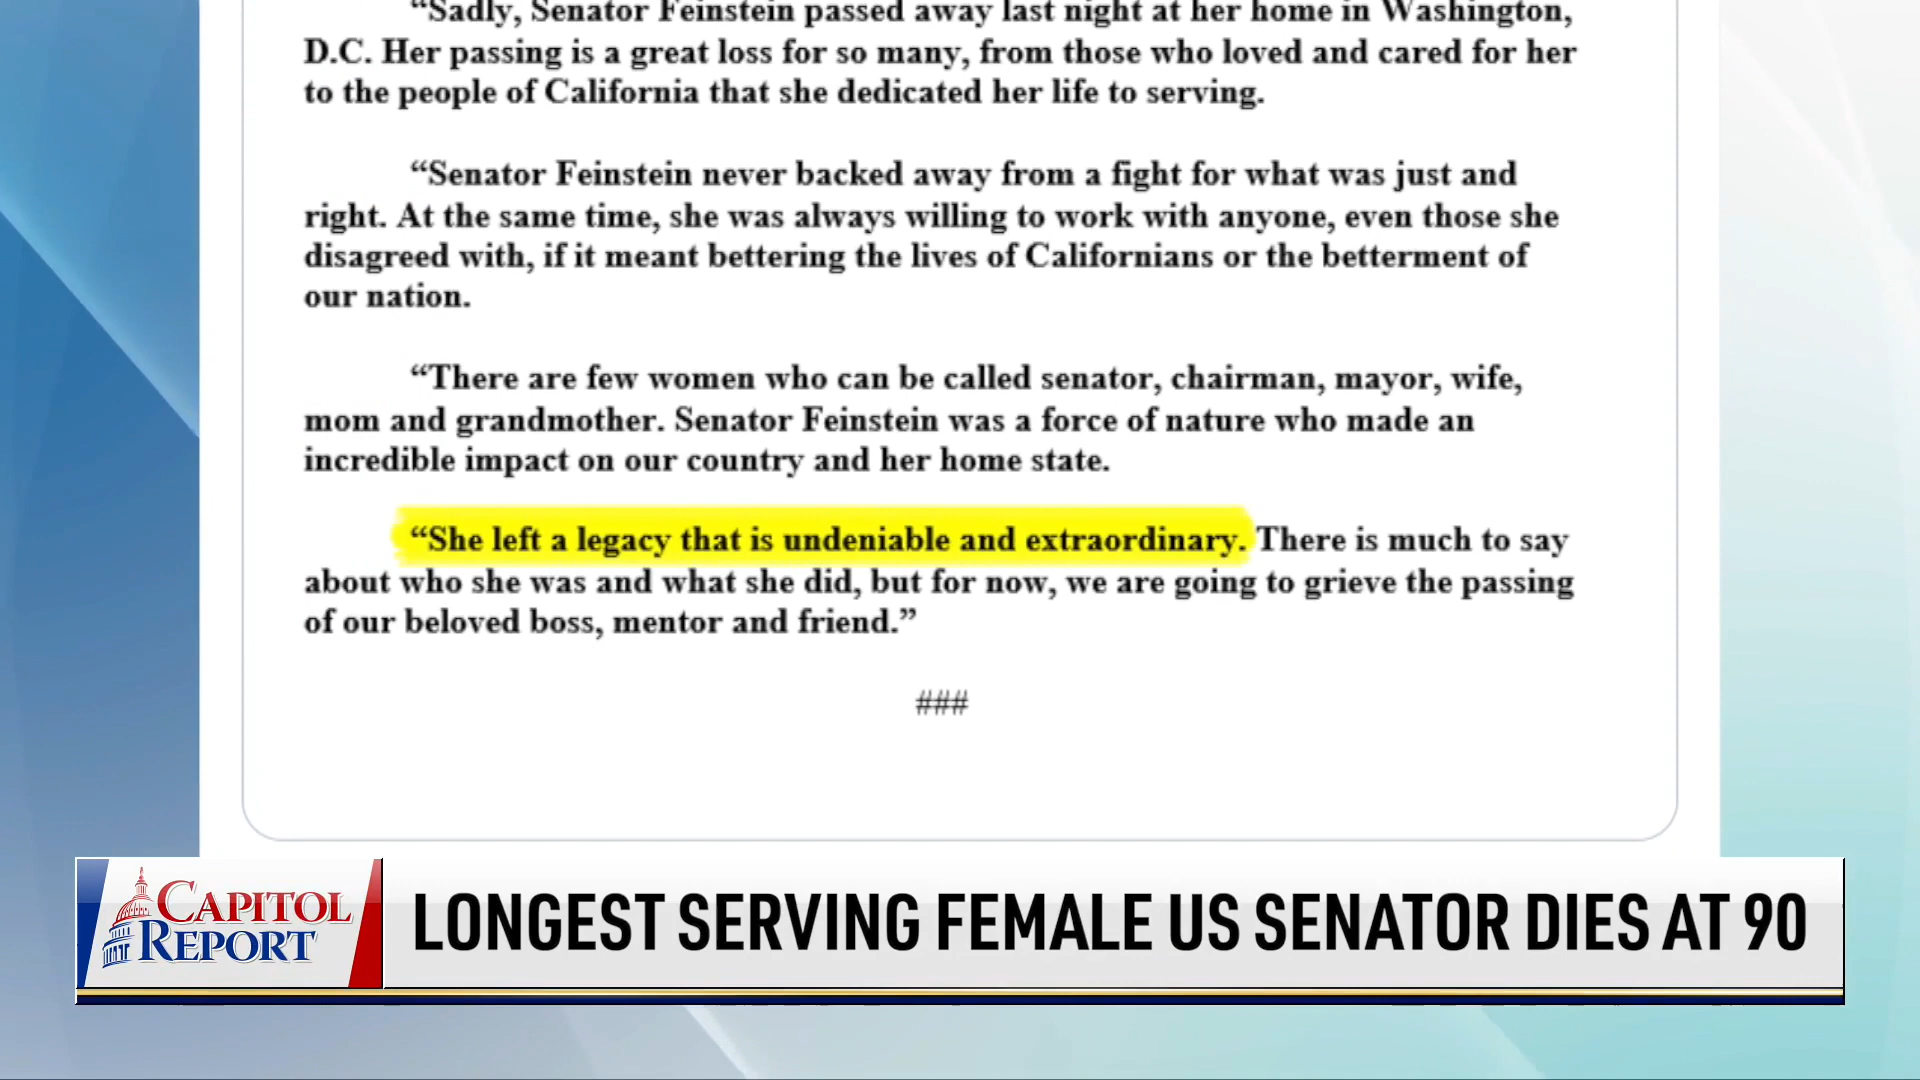 “Sadly, Senator Feinstein passed away last night at her home in Washington,
D.C. Her passing is a great loss for so many, from those who loved and cared for her
to the people of California that she dedicated her life to serving.
“Senator Feinstein never backed away from a fight for what was just and
right. At the same time, she was always willing to work with anyone, even those she
disagreed with, if it meant bettering the lives of Californians or the betterment of
our nation.
“There are few women who can be called senator, chairman, mayor, wife,
mom and grandmother. Senator Feinstein was a force of nature who made an
incredible impact on our country and her home state.
“She left a legacy that is undeniable and extraordinary. There is much to say
about who she was and what she did, but for now, we are going to grieve the passing
of our beloved boss, mentor and friend.”
###
CAPITOL
REPORT
LONGEST SERVING FEMALE US SENATOR DIES AT 90